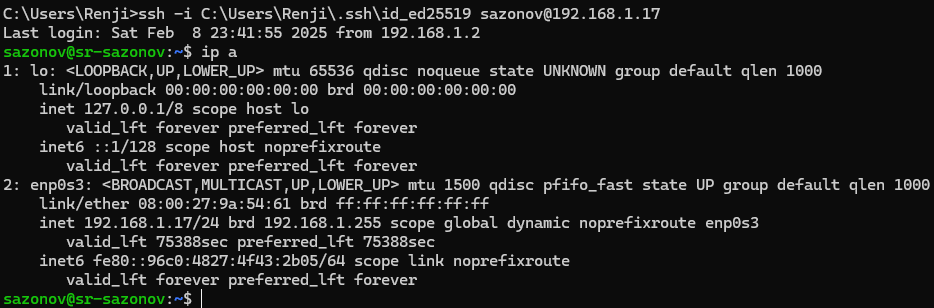 C:\Users\Renji>ssh -i C:\Users\Renji\.ssh\id_ed25519 sazonov@192.168.1.17
Last login: Sat Feb  8 23:41:55 2025 from 192.168.1.2
sazonov@sr-sazonov:~$ ip a
1: lo: <LOOPBACK,UP,LOWER_UP> mtu 65536 qdisc noqueue state UNKNOWN group default qlen 1000
    link/loopback 00:00:00:00:00:00 brd 00:00:00:00:00:00
    inet 127.0.0.1/8 scope host lo
       valid_lft forever preferred_lft forever
    inet6 ::1/128 scope host noprefixroute
       valid_lft forever preferred_lft forever
2: enp0s3: <BROADCAST,MULTICAST,UP,LOWER_UP> mtu 1500 qdisc pfifo_fast state UP group default qlen 1000
    link/ether 08:00:27:9a:54:61 brd ff:ff:ff:ff:ff:ff
    inet 192.168.1.17/24 brd 192.168.1.255 scope global dynamic noprefixroute enp0s3
       valid_lft 75388sec preferred_lft 75388sec
    inet6 fe80::96c0:4827:4f43:2b05/64 scope link noprefixroute
       valid_lft forever preferred_lft forever
sazonov@sr-sazonov:~$